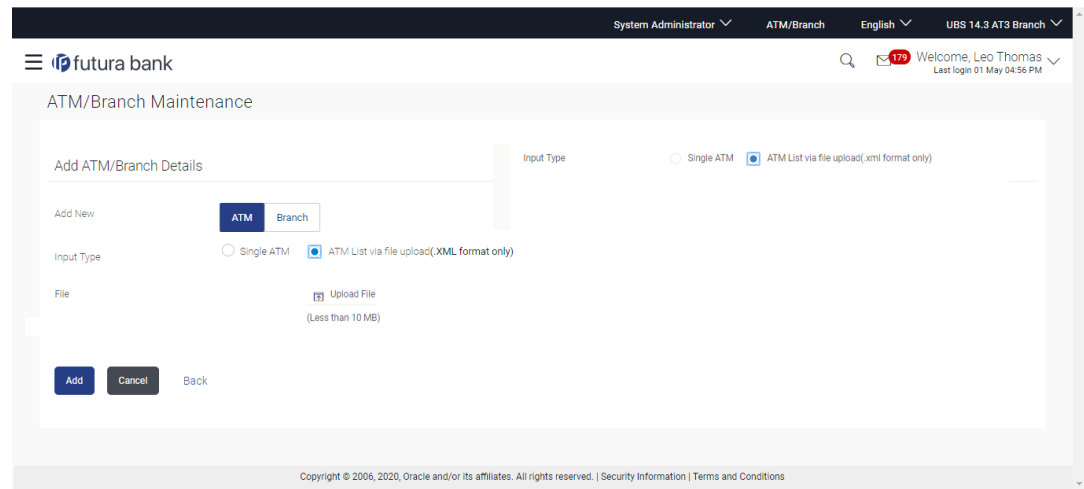 System Administrator ATM/Branch English UBS 14.3 AT3 Branch
futura bank 179 Welcome, Leo Thomas
Last login 01 May 04:56 PM
ATM/Branch Maintenance
Add ATM/Branch Details
Input Type Single ATM ATM List via file upload(.xml format only)
Add New ATM Branch
Input Type Single ATM ATM List via file upload(.XML format only)
File Upload File
(Less than 10 MB)
Add Cancel Back
Copyright © 2006, 2020, Oracle and/or its affiliates. All rights reserved. | Security Information | Terms and Conditions